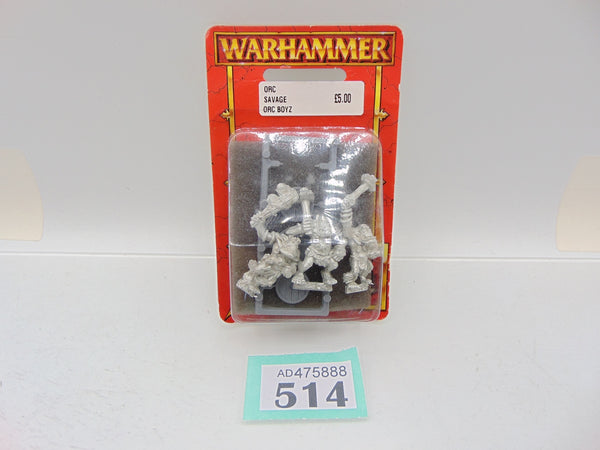 WARHAMMER
ORC
SAVAGE £5.00
ORC BOYZ
AD475888
514